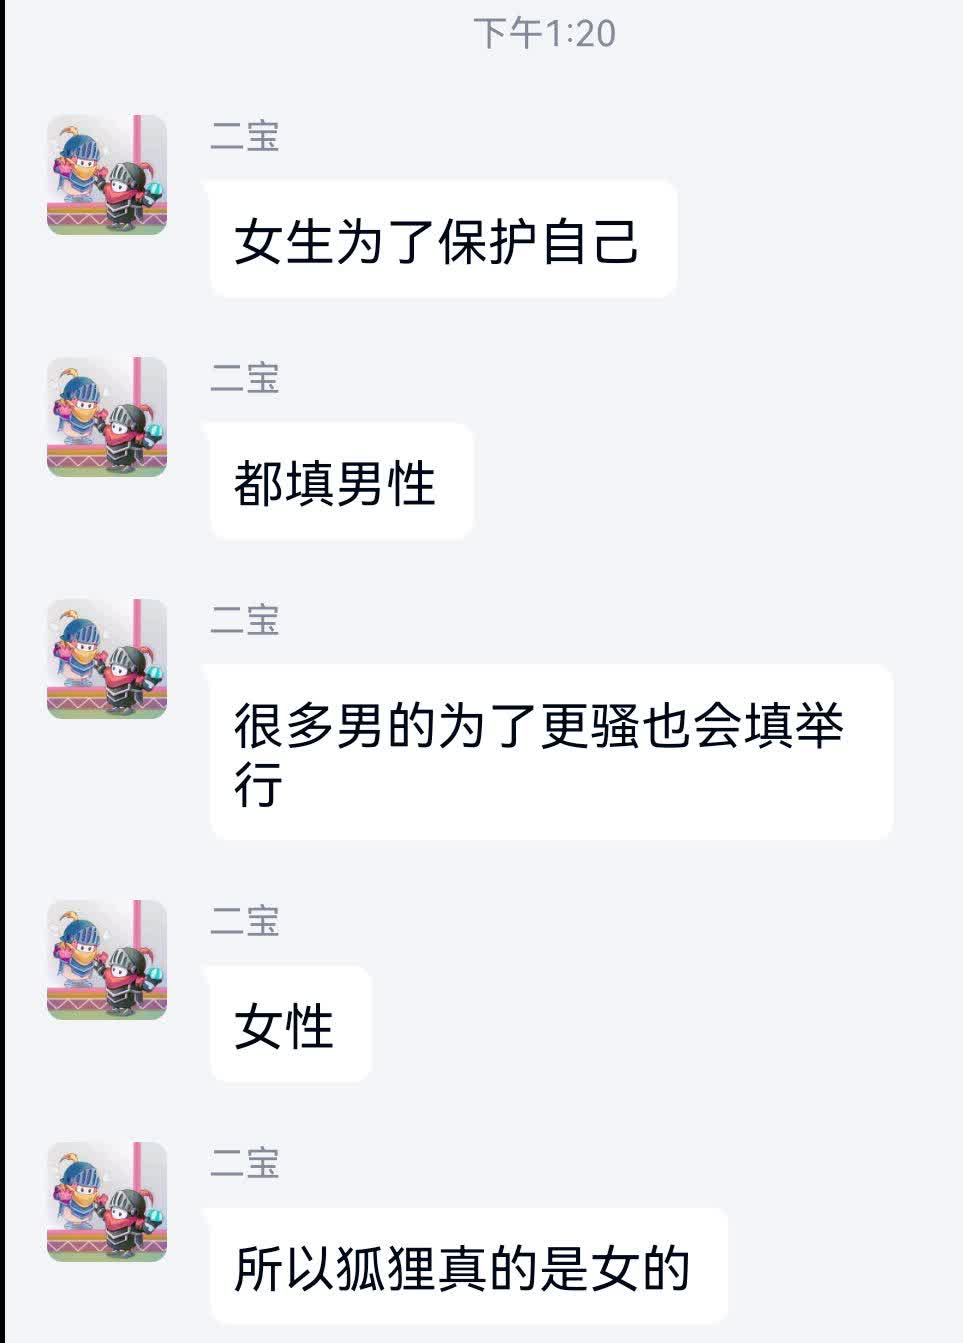 下午1:20
二宝
女生为了保护自己
二宝
都填男性
二宝
很多男的为了更骚也会填举
行
二宝
女性
二宝
所以狐狸真的是女的